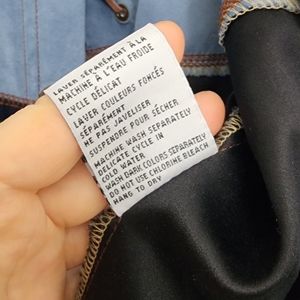 LAVER SÉPARÉMENT À LA
MACHINE À L'EAU FROIDE
CYCLE DÉLICAT
LAVER COULEURS FONCÉS
SÉPARÉMENT
NE PAS JAVELISER
SUSPENDRE POUR SÉCHER
MACHINE WASH SEPARATELY
DELICATE CYCLE IN
COLD WATER
WASH DARK COLORS SEPARATELY
DO NOT USE CHLORINE BLEACH
HANG TO DRY